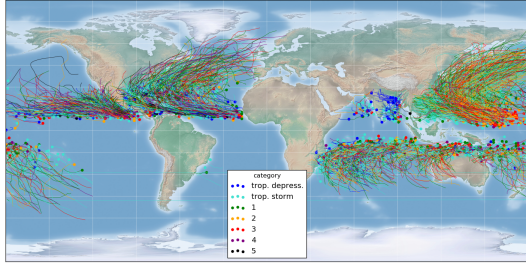 category
trop. depress.
trop. storm
1
2
3
4
5